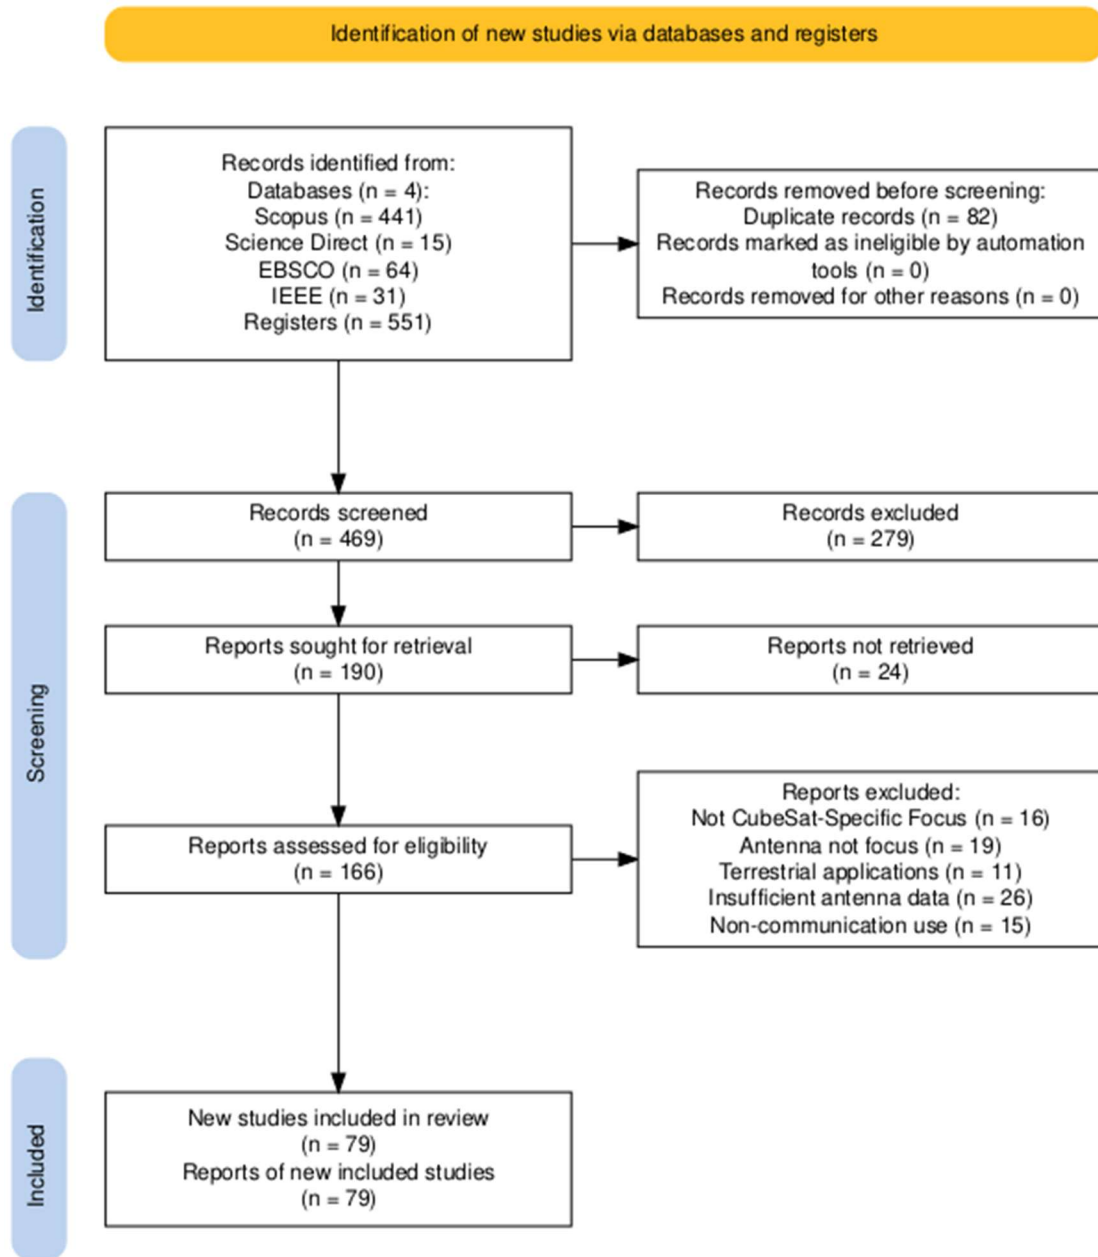 Identification of new studies via databases and registers
Identification
Records identified from:
Databases (n = 4):
Scopus (n = 441)
Science Direct (n = 15)
EBSCO (n = 64)
IEEE (n = 31)
Registers (n = 551)
Records removed before screening:
Duplicate records (n = 82)
Records marked as ineligible by automation
tools (n = 0)
Records removed for other reasons (n = 0)
Screening
Records screened
(n = 469)
Records excluded
(n = 279)
Reports sought for retrieval
(n = 190)
Reports not retrieved
(n = 24)
Reports assessed for eligibility
(n = 166)
Reports excluded:
Not CubeSat-Specific Focus (n = 16)
Antenna not focus (n = 19)
Terrestrial applications (n = 11)
Insufficient antenna data (n = 26)
Non-communication use (n = 15)
Included
New studies included in review
(n = 79)
Reports of new included studies
(n = 79)